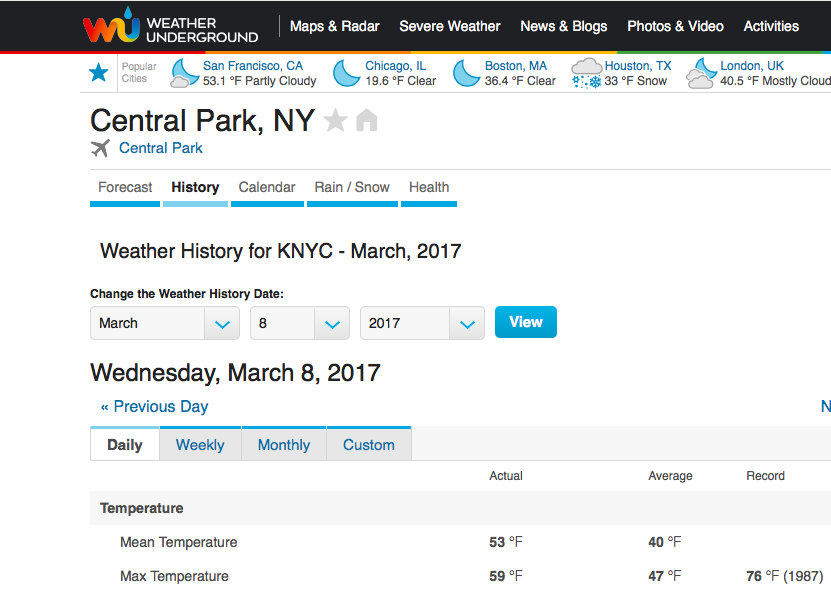 WEATHER
UNDERGROUND
Maps & Radar Severe Weather News & Blogs Photos & Video Activities
Popular
Cities
San Francisco, CA
53.1 °F Partly Cloudy
Chicago, IL
19.6 °F Clear
Boston, MA
36.4 °F Clear
Houston, TX
33 °F Snow
London, UK
40.5 °F Mostly Cloud
Central Park, NY
Central Park
Forecast History Calendar Rain / Snow Health
Weather History for KNYC - March, 2017
Change the Weather History Date:
March 8 2017 View
Wednesday, March 8, 2017
« Previous Day N
Daily Weekly Monthly Custom
Actual Average Record
Temperature
Mean Temperature 53 °F 40 °F
Max Temperature 59 °F 47 °F 76 °F (1987)